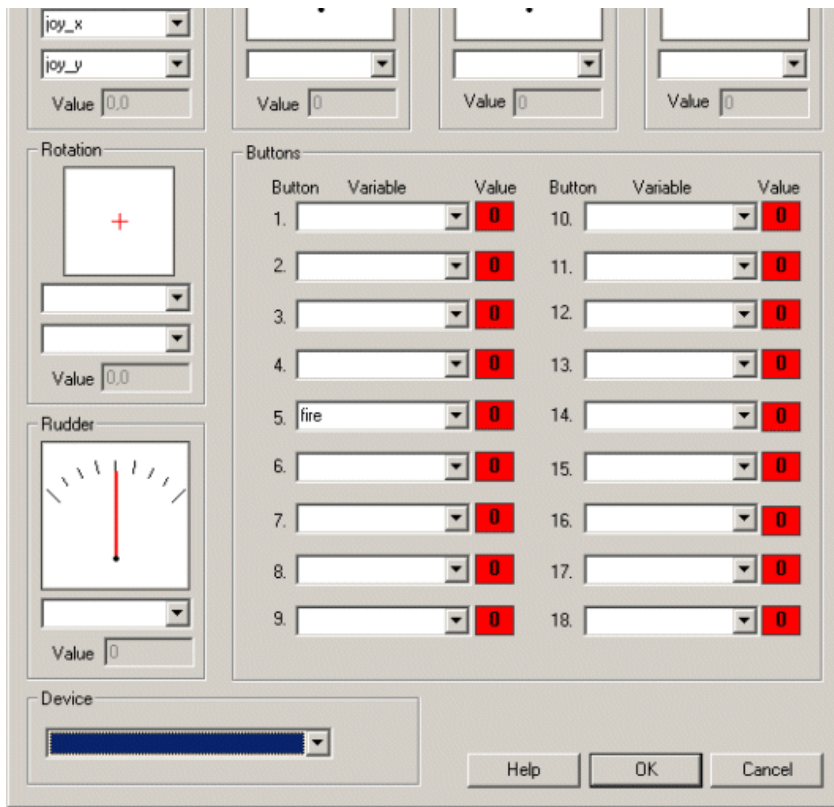 joy_x
joy_y
Value 0,0
Value 0
Value 0
Value 0
Rotation
Value 0,0
Rudder
Value 0
Buttons
Button Variable Value Button Variable Value
1. 0 10. 0
2. 0 11. 0
3. 0 12. 0
4. 0 13. 0
5. fire 0 14. 0
6. 0 15. 0
7. 0 16. 0
8. 0 17. 0
9. 0 18. 0
Device
Help OK Cancel